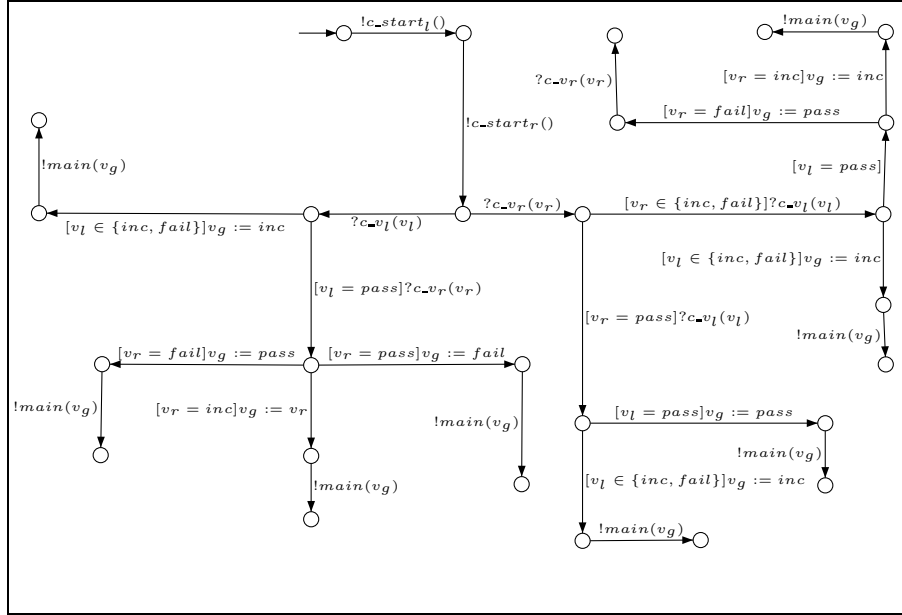 !c_start_l()
!main(v_g)
[v_r = inc]v_g := inc
?c_v_r(v_r)
[v_r = fail]v_g := pass
!c_start_r()
!main(v_g)
[v_l = pass]
?c_v_l(v_l)
?c_v_r(v_r)
[v_r ∈ {inc, fail}]?c_v_l(v_l)
[v_l ∈ {inc, fail}]v_g := inc
[v_l ∈ {inc, fail}]v_g := inc
[v_l = pass]?c_v_r(v_r)
[v_r = pass]?c_v_l(v_l)
!main(v_g)
[v_r = fail]v_g := pass
[v_r = pass]v_g := fail
!main(v_g)
[v_r = inc]v_g := v_r
!main(v_g)
[v_l = pass]v_g := pass
!main(v_g)
[v_l ∈ {inc, fail}]v_g := inc
!main(v_g)
!main(v_g)